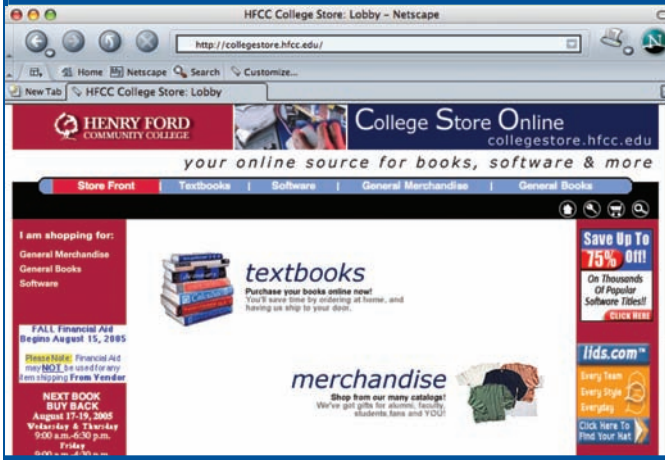 HFCC College Store: Lobby – Netscape
http://collegestore.hfcc.edu/
N
Home Netscape Search Customize...
New Tab HFCC College Store: Lobby
HENRY FORD
COMMUNITY COLLEGE
College Store Online
collegestore.hfcc.edu
your online source for books, software & more
Store Front | Textbooks | Software | General Merchandise | General Books
I am shopping for:
General Merchandise
General Books
Software
FALL Financial Aid
Begins August 15, 2005
Please Note: Financial Aid
may NOT be used for any
item shipping From Vendor
NEXT BOOK
BUY BACK
August 17-19, 2005
Wednesday & Thursday
9:00 a.m.-6:30 p.m.
Friday
9:00 a.m.-4:30 p.m.
textbooks
Purchase your books online now!
You'll save time by ordering at home, and
having us ship to your door.
merchandise
Shop from our many catalogs!
We've got gifts for alumni, faculty,
students, fans and YOU!
Save Up To
75% Off!
On Thousands
Of Popular
Software Titles!!
CLICK HERE
lids.com™
Every Team
Every Style
Everyday
Click Here To
Find Your Hat